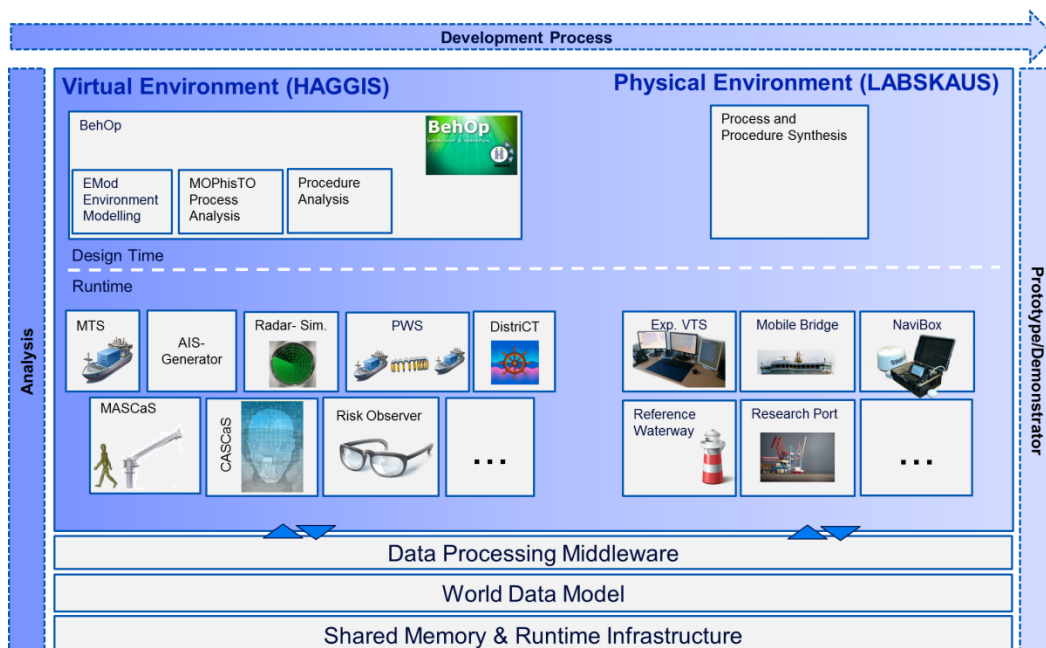 Development Process
Analysis
Virtual Environment (HAGGIS)
Physical Environment (LABSKAUS)
BehOp
BehOp
EMod
Environment
Modelling
MOPhisTO
Process
Analysis
Procedure
Analysis
Process and
Procedure Synthesis
Design Time
Runtime
MTS
AIS-
Generator
Radar- Sim.
PWS
DistriCT
Exp. VTS
Mobile Bridge
NaviBox
MASCaS
CASCaS
Risk Observer
...
Reference
Waterway
Research Port
...
Prototype/Demonstrator
Data Processing Middleware
World Data Model
Shared Memory & Runtime Infrastructure